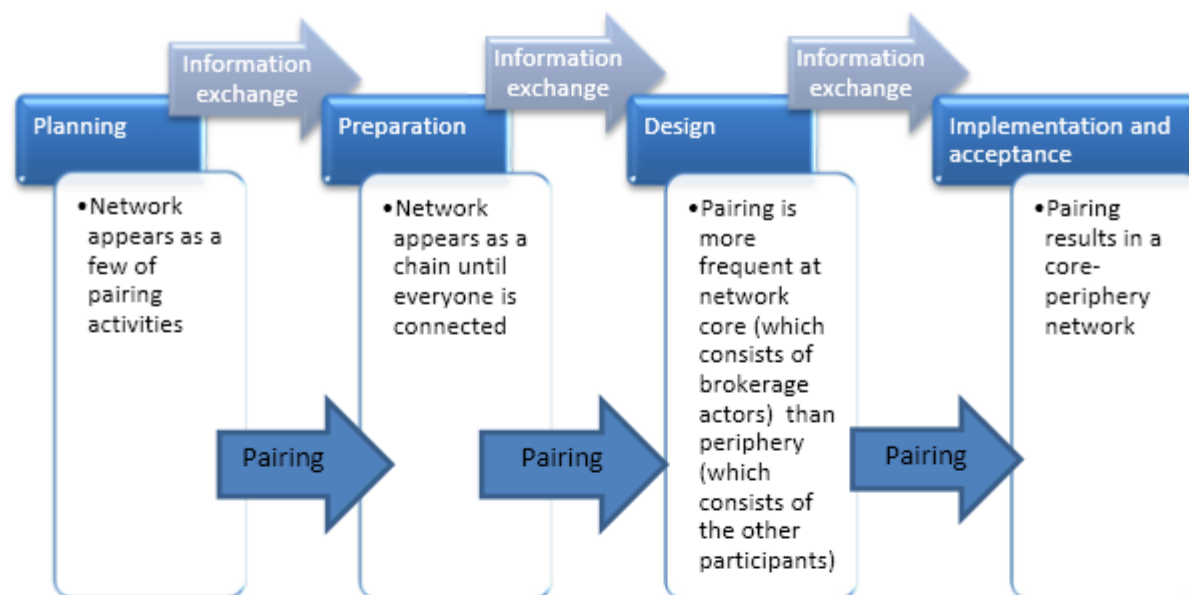 Information
exchange
Information
exchange
Information
exchange
Planning
Preparation
Design
Implementation and
acceptance
•Network
appears as a
few of
pairing
activities
•Network
appears as a
chain until
everyone is
connected
•Pairing is
more
frequent at
network
core (which
consists of
brokerage
actors) than
periphery
(which
consists of
the other
participants)
•Pairing
results in a
core-
periphery
network
Pairing
Pairing
Pairing